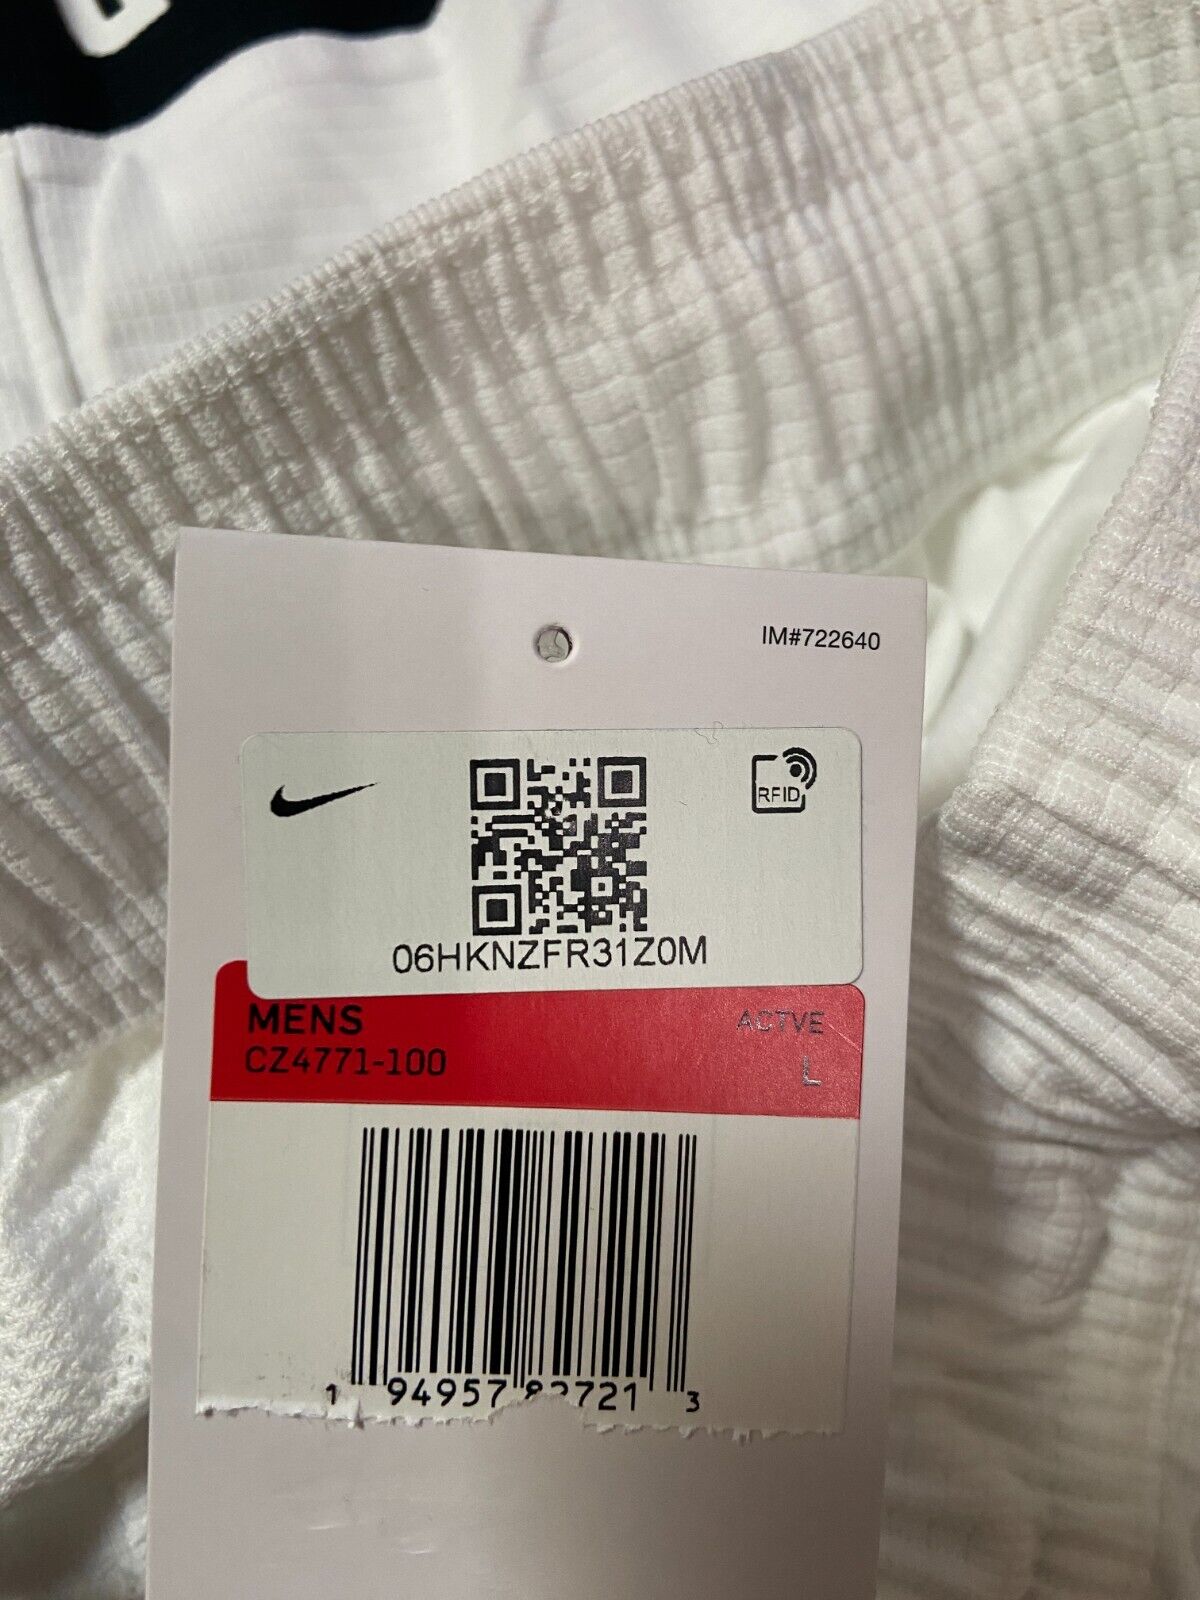 IM#722640
RFID
06HKNZFR31Z0M
MENS ACTVE
CZ4771-100 L
1 94957 82721 3